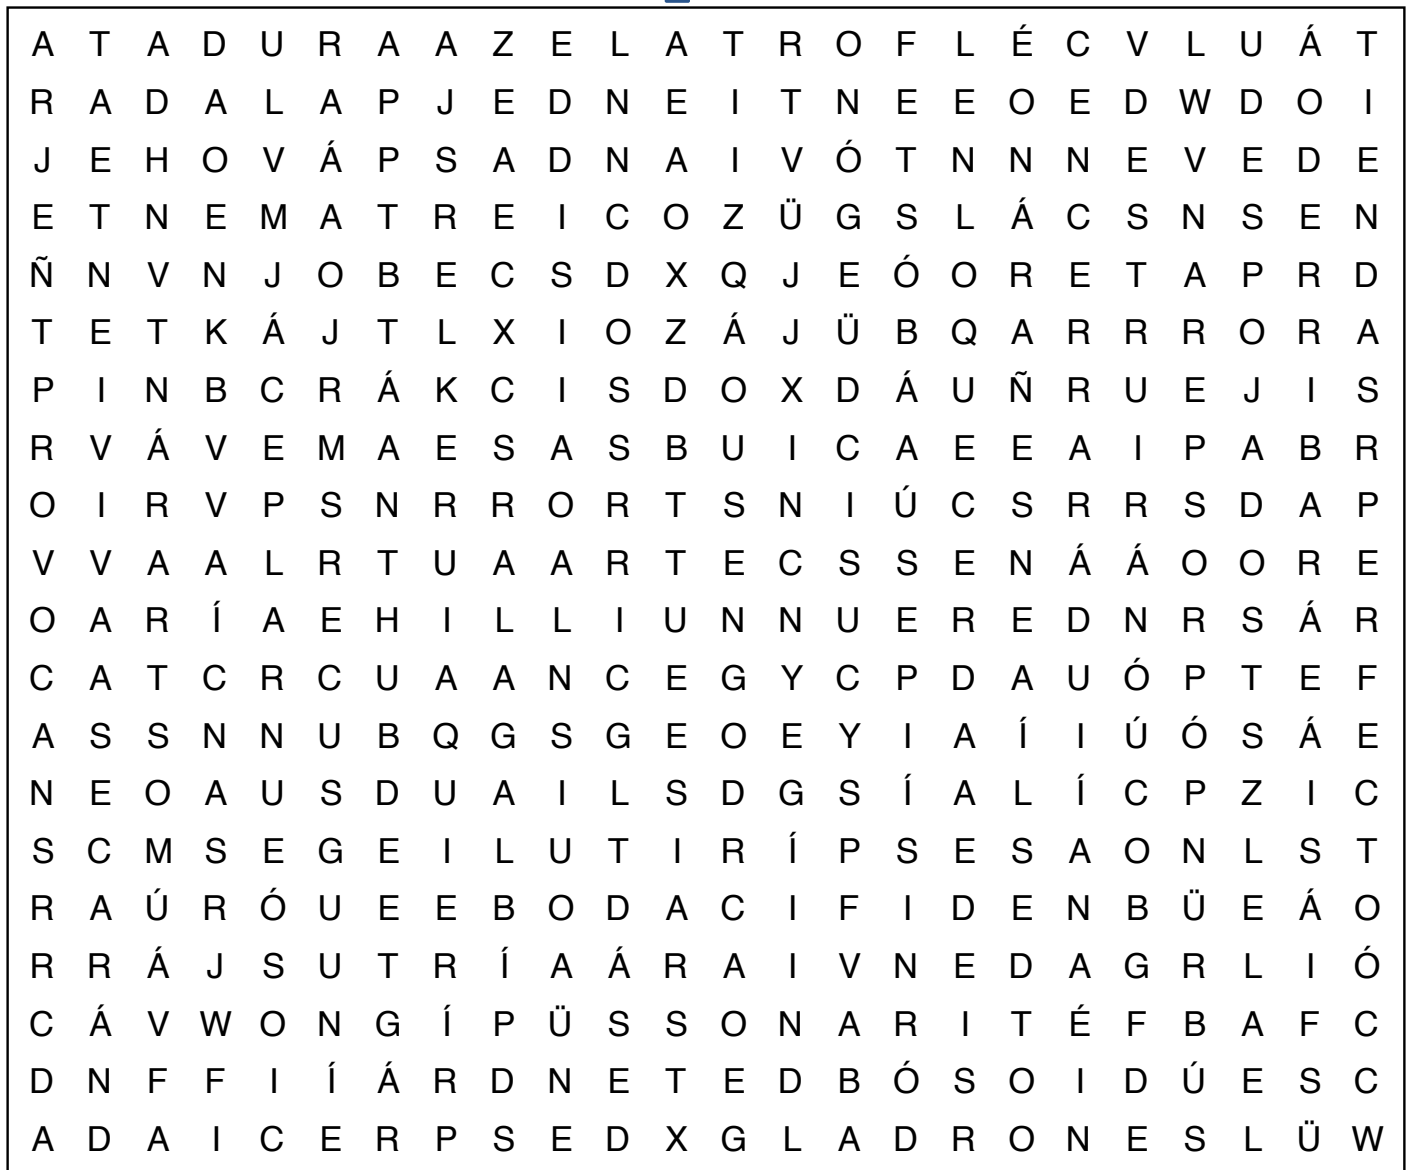 A T A D U R A A Z E L A T R O F L É C V L U Á T
R A D A L A P J E D N E I T N E E O E D W D O I
J E H O V Á P S A D N A I V Ó T N N N E V E D E
E T N E M A T R E I C O Z Ü G S L Á C S N S E N
Ñ N V N J O B E C S D X Q J E Ó O R E T A P R D
T E T K Á J T L X I O Z Á J Ü B Q A R R R O R A
P I N B C R Á K C I S D O X D Á U Ñ R U E J I S
R V Á V E M A E S A S B U I C A E E A I P A B R
O I R V P S N R R O R T S N I Ú C S R R S D A P
V V A A L R T U A A R T E C S S E N Á Á O O R E
O A R Í A E H I L L I U N N U E R E D N R S Á R
C A T C R C U A A N C E G Y C P D A U Ó P T E F
A S S N N U B Q G S G E O E Y I A Í I Ú Ó S Á E
N E O A U S D U A I L S D G S Í A L Í C P Z I C
S C M S E G E I L U T I R Í P S E S A O N L S T
R A Ú R Ó U E E B O D A C I F I D E N B Ü E Á O
R R Á J S U T R Í A Á R A I V N E D A G R L I Ó
C Á V W O N G Í P Ü S S O N A R I T É F B A F C
D N F F I Í Á R D N E T E D B Ó S O I D Ú E S C
A D A I C E R P S E D X G L A D R O N E S L Ü W